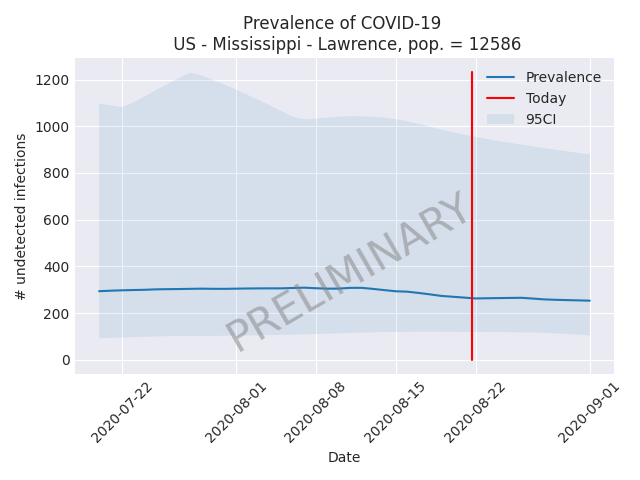 Prevalence of COVID-19
US - Mississippi - Lawrence, pop. = 12586
Prevalence
Today
95CI
# undetected infections
1200
1000
800
600
400
200
0
PRELIMINARY
2020-07-22
2020-08-01
2020-08-08
2020-08-15
2020-08-22
2020-09-01
Date